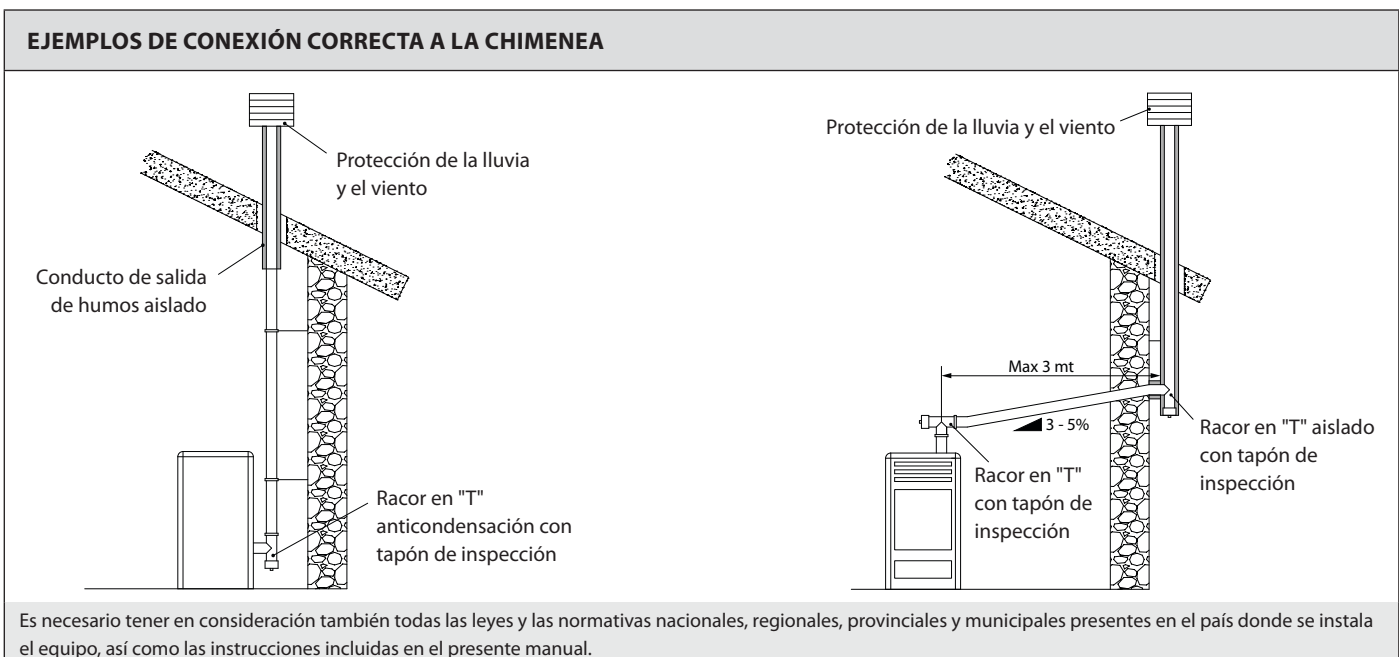 EJEMPLOS DE CONEXIÓN CORRECTA A LA CHIMENEA
Protección de la lluvia
y el viento
Conducto de salida
de humos aislado
Racor en "T"
anticondensación con
tapón de inspección
Protección de la lluvia y el viento
Max 3 mt
3 - 5%
Racor en "T"
con tapón de
inspección
Racor en "T" aislado
con tapón de
inspección
Es necesario tener en consideración también todas las leyes y las normativas nacionales, regionales, provinciales y municipales presentes en el país donde se instala
el equipo, así como las instrucciones incluidas en el presente manual.